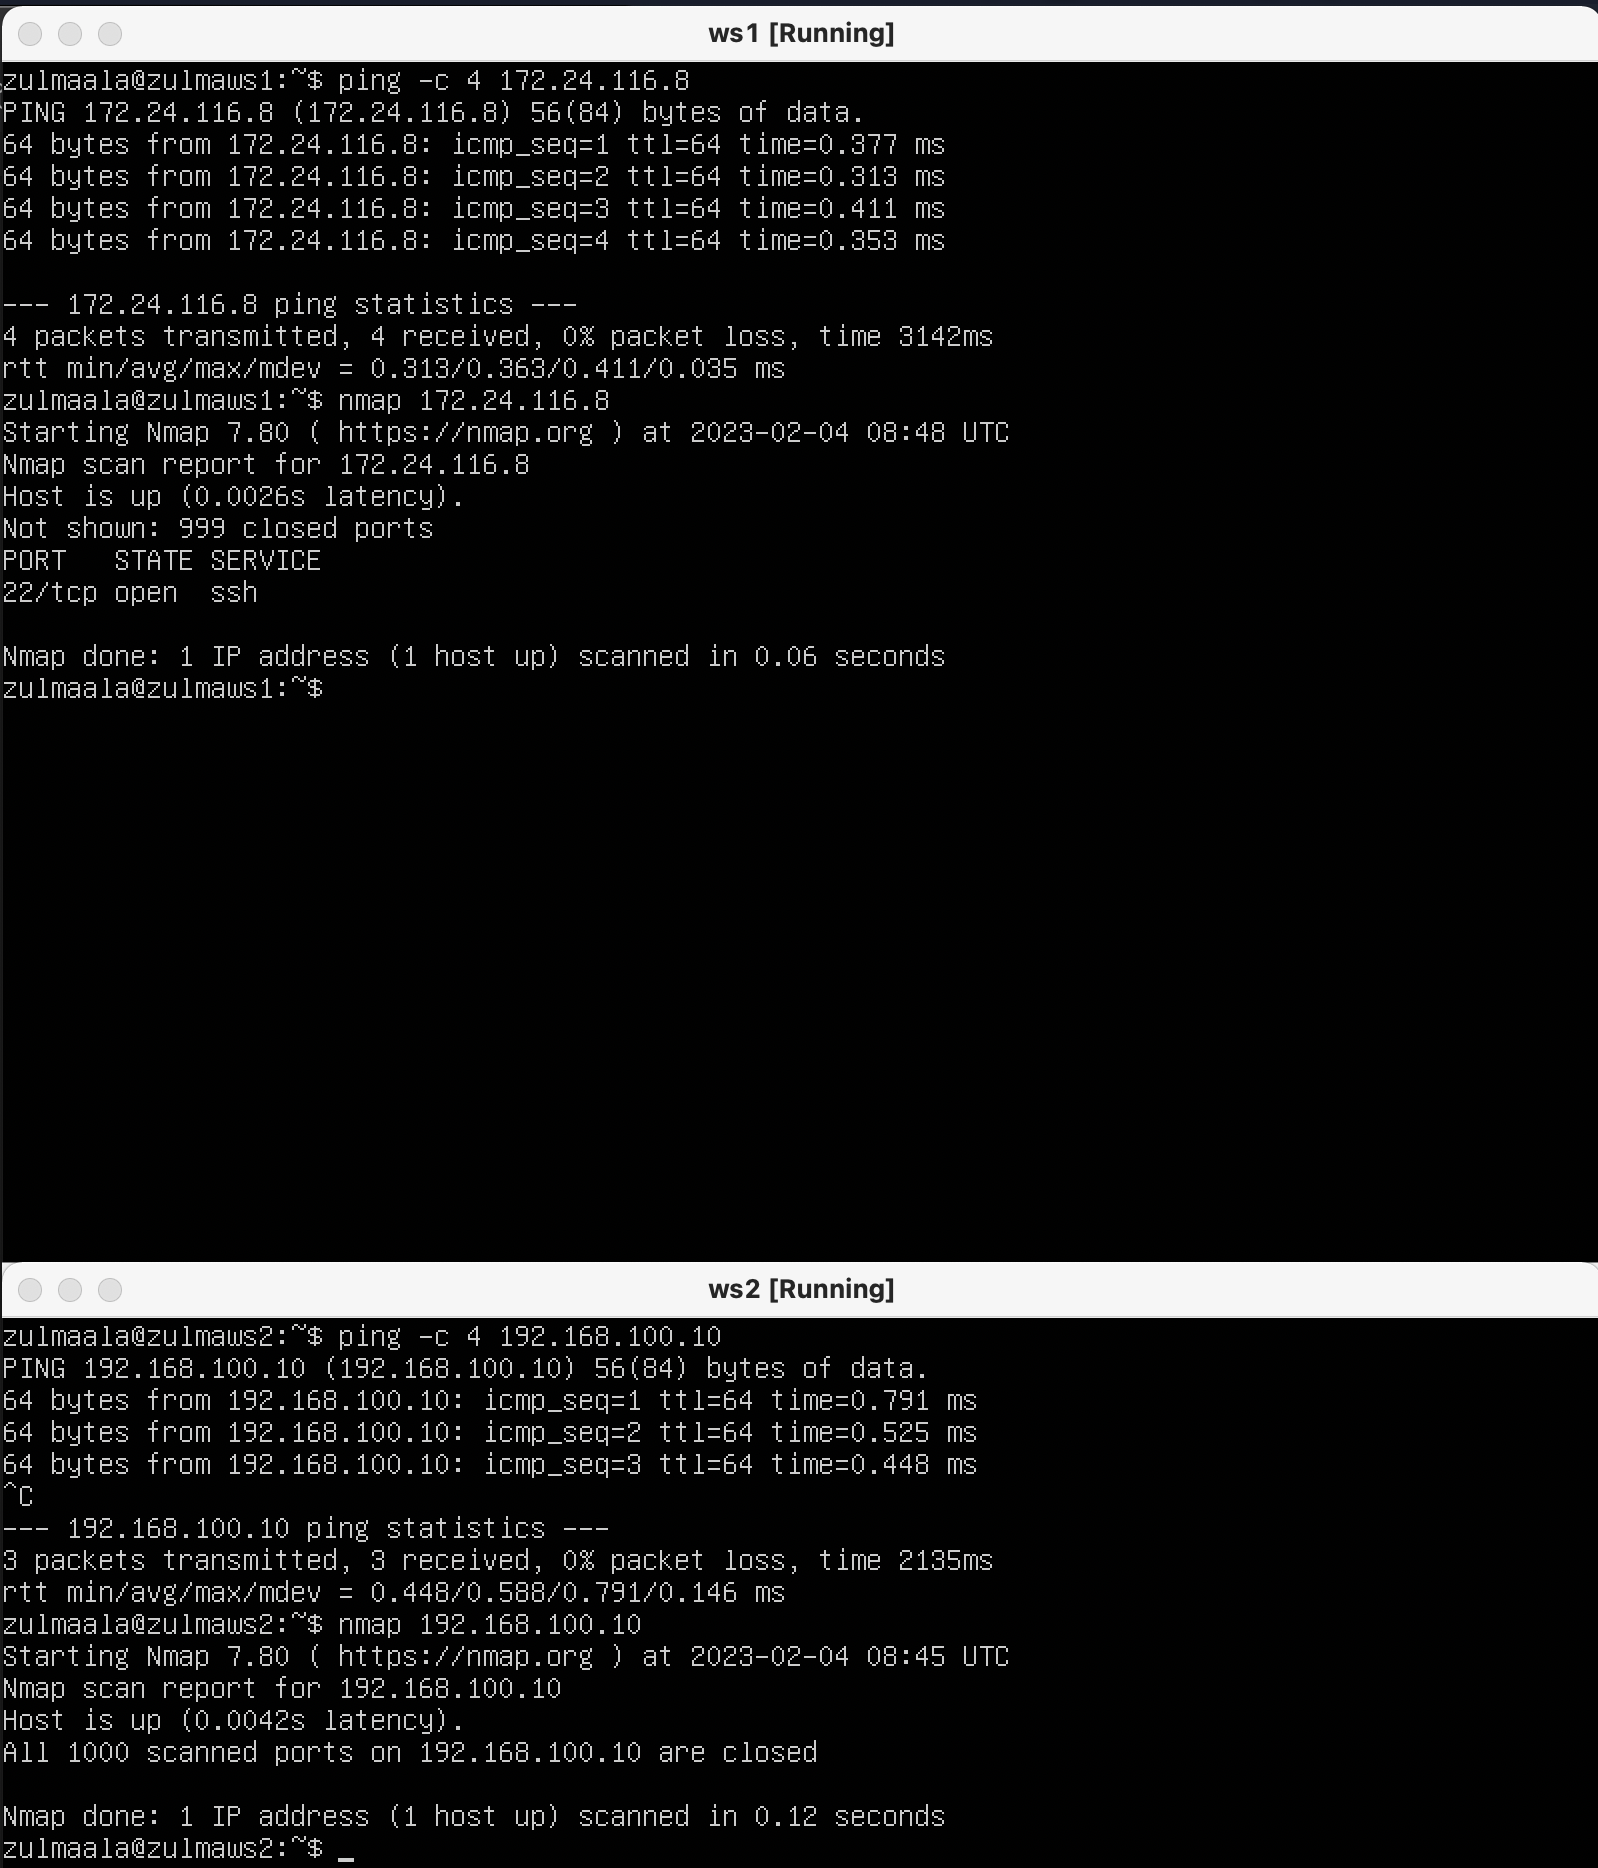 ws1 [Running]
zulmaala@zulmaws1:~$ ping -c 4 172.24.116.8
PING 172.24.116.8 (172.24.116.8) 56(84) bytes of data.
64 bytes from 172.24.116.8: icmp_seq=1 ttl=64 time=0.377 ms
64 bytes from 172.24.116.8: icmp_seq=2 ttl=64 time=0.313 ms
64 bytes from 172.24.116.8: icmp_seq=3 ttl=64 time=0.411 ms
64 bytes from 172.24.116.8: icmp_seq=4 ttl=64 time=0.353 ms

--- 172.24.116.8 ping statistics ---
4 packets transmitted, 4 received, 0% packet loss, time 3142ms
rtt min/avg/max/mdev = 0.313/0.363/0.411/0.035 ms
zulmaala@zulmaws1:~$ nmap 172.24.116.8
Starting Nmap 7.80 ( https://nmap.org ) at 2023-02-04 08:48 UTC
Nmap scan report for 172.24.116.8
Host is up (0.0026s latency).
Not shown: 999 closed ports
PORT   STATE SERVICE
22/tcp open  ssh

Nmap done: 1 IP address (1 host up) scanned in 0.06 seconds
zulmaala@zulmaws1:~$
ws2 [Running]
zulmaala@zulmaws2:~$ ping -c 4 192.168.100.10
PING 192.168.100.10 (192.168.100.10) 56(84) bytes of data.
64 bytes from 192.168.100.10: icmp_seq=1 ttl=64 time=0.791 ms
64 bytes from 192.168.100.10: icmp_seq=2 ttl=64 time=0.525 ms
64 bytes from 192.168.100.10: icmp_seq=3 ttl=64 time=0.448 ms
^C
--- 192.168.100.10 ping statistics ---
3 packets transmitted, 3 received, 0% packet loss, time 2135ms
rtt min/avg/max/mdev = 0.448/0.588/0.791/0.146 ms
zulmaala@zulmaws2:~$ nmap 192.168.100.10
Starting Nmap 7.80 ( https://nmap.org ) at 2023-02-04 08:45 UTC
Nmap scan report for 192.168.100.10
Host is up (0.0042s latency).
All 1000 scanned ports on 192.168.100.10 are closed

Nmap done: 1 IP address (1 host up) scanned in 0.12 seconds
zulmaala@zulmaws2:~$ _